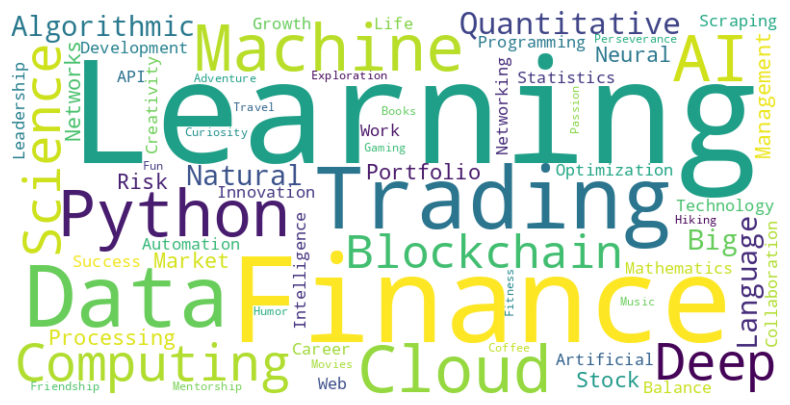 Algorithmic
Growth
Life
Quantitative
Scraping
Development
Machine
Programming
Perseverance
Neural
AI
Leadership
Science
Networks
API
Creativity
Adventure
Exploration
Networking
Statistics
Management
Learning
Travel
Books
Passion
Curiosity
Work
Gaming
Fun
Risk
Natural
Portfolio
Optimization
Innovation
Python
Trading
Technology
Hiking
Automation
Blockchain
Big
Language
Collaboration
Success
Market
Intelligence
Mathematics
Data
Finance
Fitness
Humor
Music
Processing
Computing
Career
Movies
Cloud
Coffee
Artificial
Deep
Friendship
Mentorship
Web
Stock
Balance